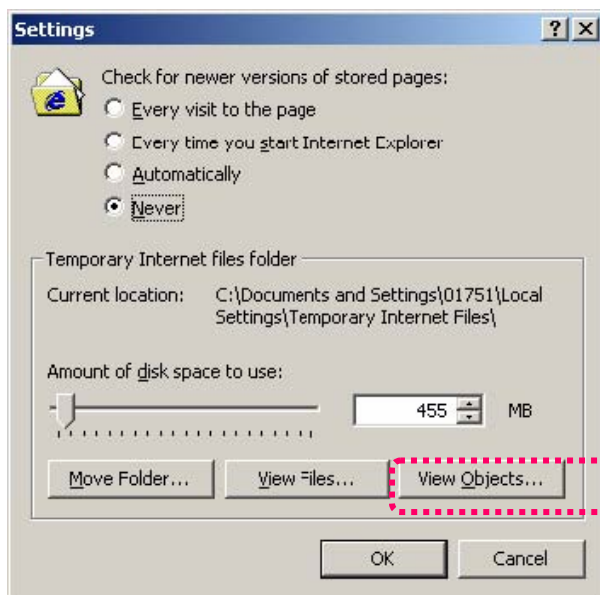 Settings
Check for newer versions of stored pages:
Every visit to the page
Every time you start Internet Explorer
Automatically
Never
Temporary Internet files folder
Current location: C:\Documents and Settings\01751\Local
Settings\Temporary Internet Files\
Amount of disk space to use:
455 MB
Move Folder... View Files... View Objects...
OK Cancel